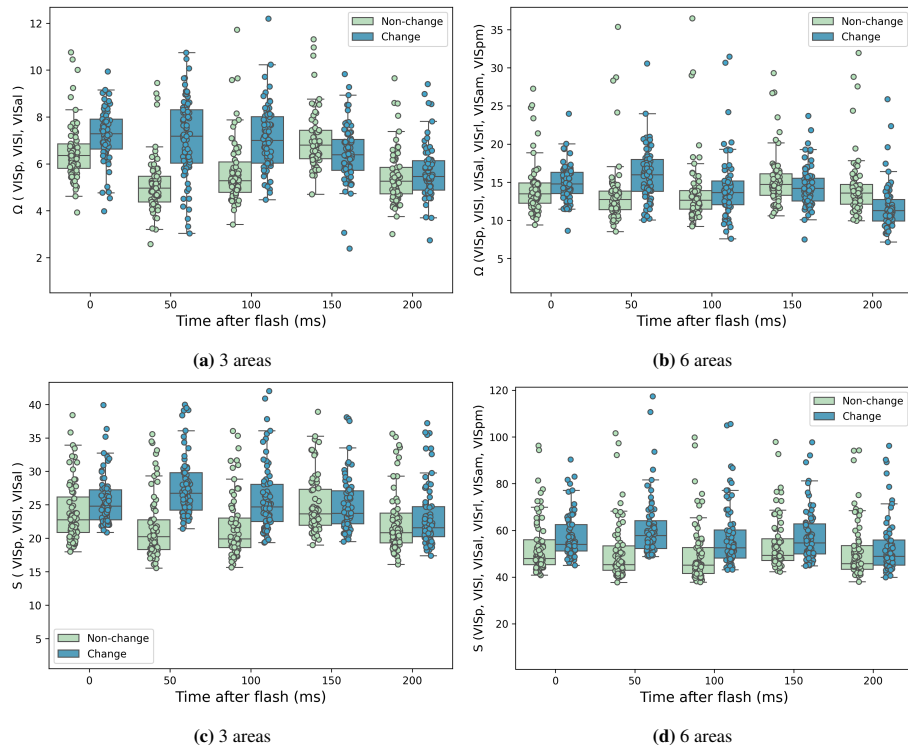 Ω ( VISp, VISl, VISal )
12
10
8
6
4
2
Non-change
Change
0
50
100
150
200
Time after flash (ms)
(a) 3 areas
Ω (VISp, VISl, VISal, VISrl, VISam, VISpm)
35
30
25
20
15
10
5
Non-change
Change
0
50
100
150
200
Time after flash (ms)
(b) 6 areas
S ( VISp, VISl, VISal )
40
35
30
25
20
15
10
5
Non-change
Change
0
50
100
150
200
Time after flash (ms)
(c) 3 areas
S (VISp, VISl, VISal, VISrl, VISam, VISpm)
120
100
80
60
40
20
Non-change
Change
0
50
100
150
200
Time after flash (ms)
(d) 6 areas